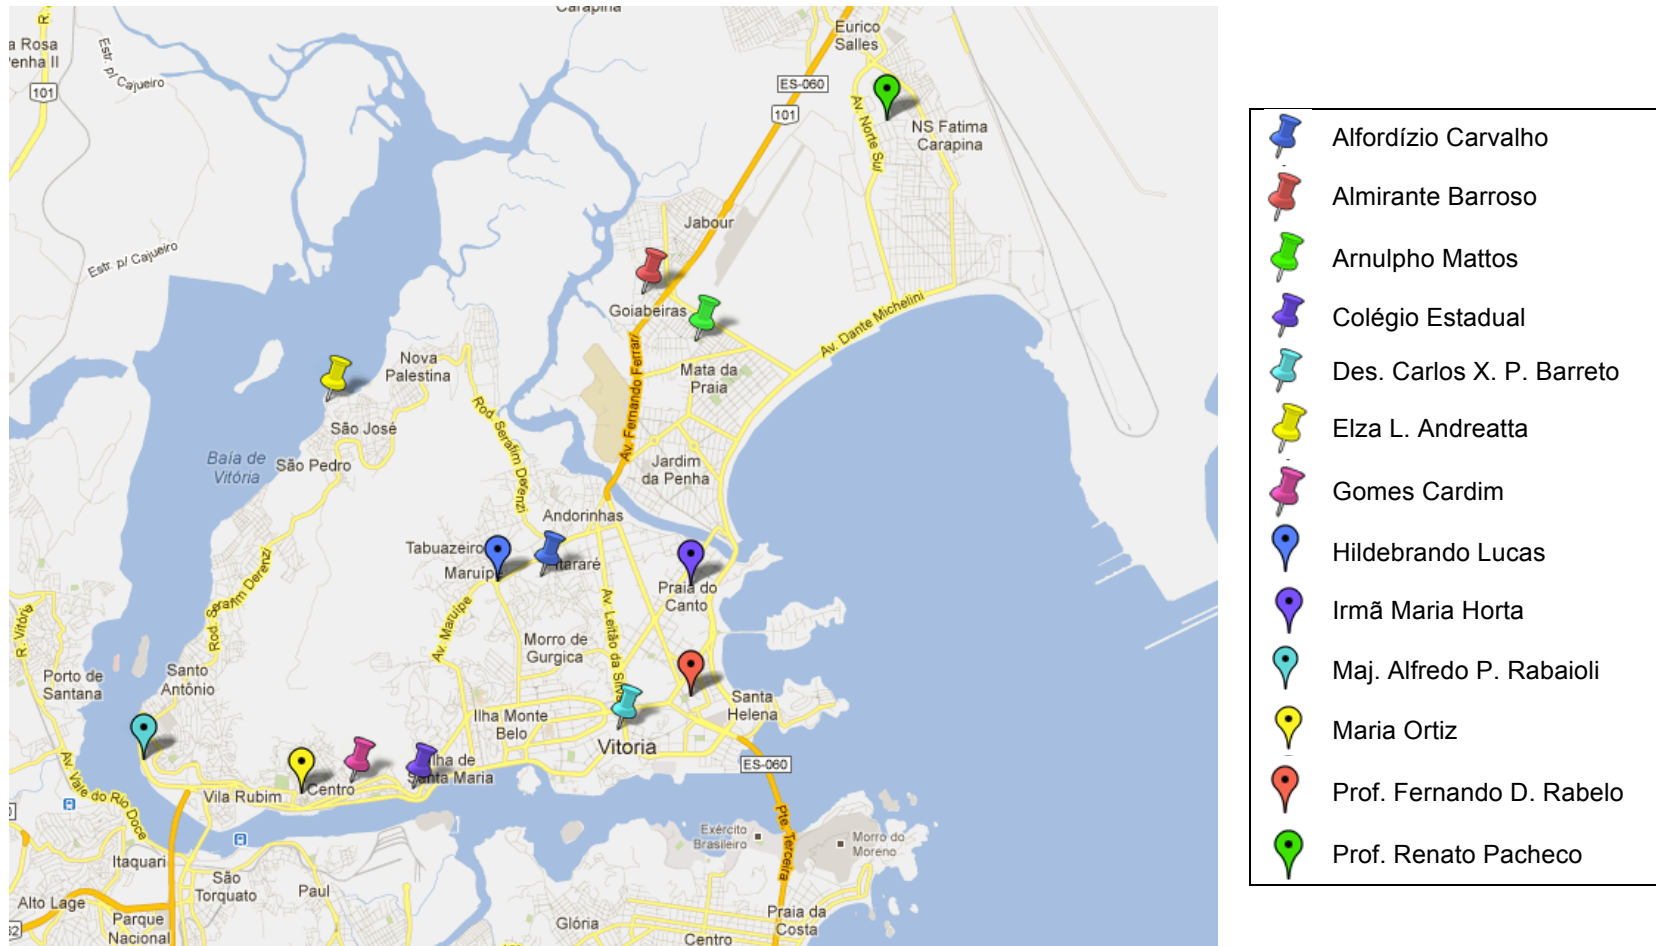 Carapina
Eurico
Salles
R.
a Rosa
Penha II
Estr. p/ Cajueiro
101
ES-060
101
Av. Norte Sul
NS Fatima
Carapina
Jabour
Estr. p/ Cajueiro
Goiabeiras
Av. Dante Michelini
Nova
Palestina
Av. Fernando Ferrari
Mata da
Praia
São José
Rod. Serafim Derenzi
Baía de
Vitória
São Pedro
Jardim
da Penha
Andorinhas
Tabuazeiro
Itararé
Maruípe
Praia do
Canto
Rod. Serafim Derenzi
Av. Maruípe
Av. Leitão da Silva
R. Vitória
Morro de
Gurgica
Porto de
Santana
Santo
Antônio
Santa
Helena
Ilha Monte
Belo
Vitoria
Ilha de
Santa Maria
ES-060
Av. Vale do Rio Doce
Vila Rubim
Centro
Pte. Terceira
Exército
Brasileiro
Morro do
Moreno
Itaquari
São
Torquato
Paul
Alto Lage
Parque
Nacional
Glória
Praia da
Costa
Centro
Alfordízio Carvalho
Almirante Barroso
Arnulpho Mattos
Colégio Estadual
Des. Carlos X. P. Barreto
Elza L. Andreatta
Gomes Cardim
Hildebrando Lucas
Irmã Maria Horta
Maj. Alfredo P. Rabaioli
Maria Ortiz
Prof. Fernando D. Rabelo
Prof. Renato Pacheco